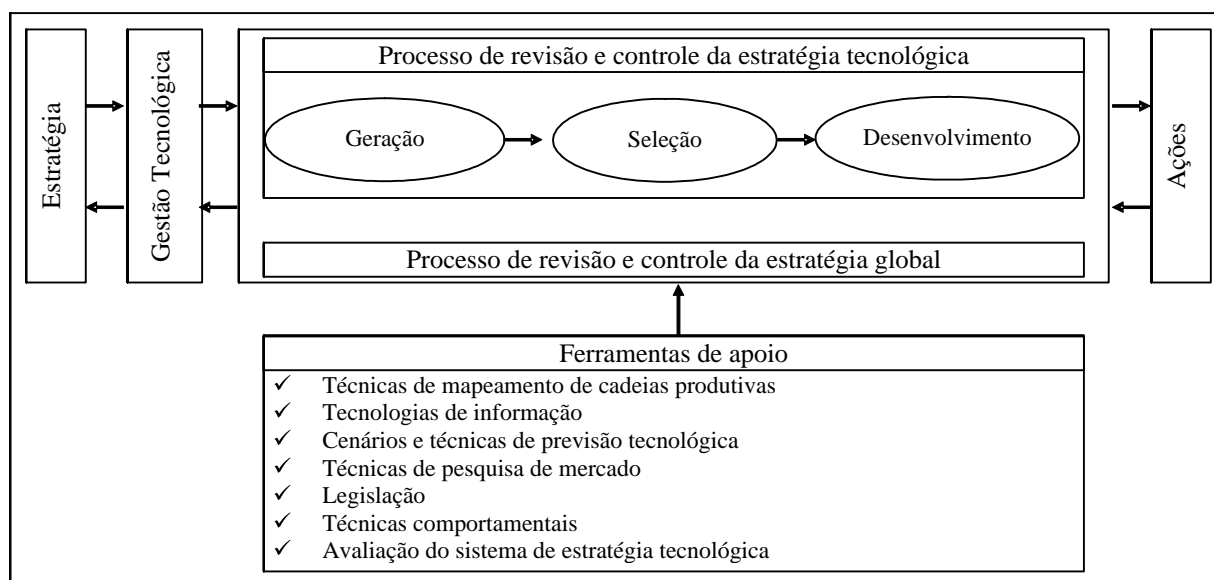 Estratégia
Gestão Tecnológica
Processo de revisão e controle da estratégia tecnológica
Geração
Seleção
Desenvolvimento
Processo de revisão e controle da estratégia global
Ações
Ferramentas de apoio
✓ Técnicas de mapeamento de cadeias produtivas
✓ Tecnologias de informação
✓ Cenários e técnicas de previsão tecnológica
✓ Técnicas de pesquisa de mercado
✓ Legislação
✓ Técnicas comportamentais
✓ Avaliação do sistema de estratégia tecnológica